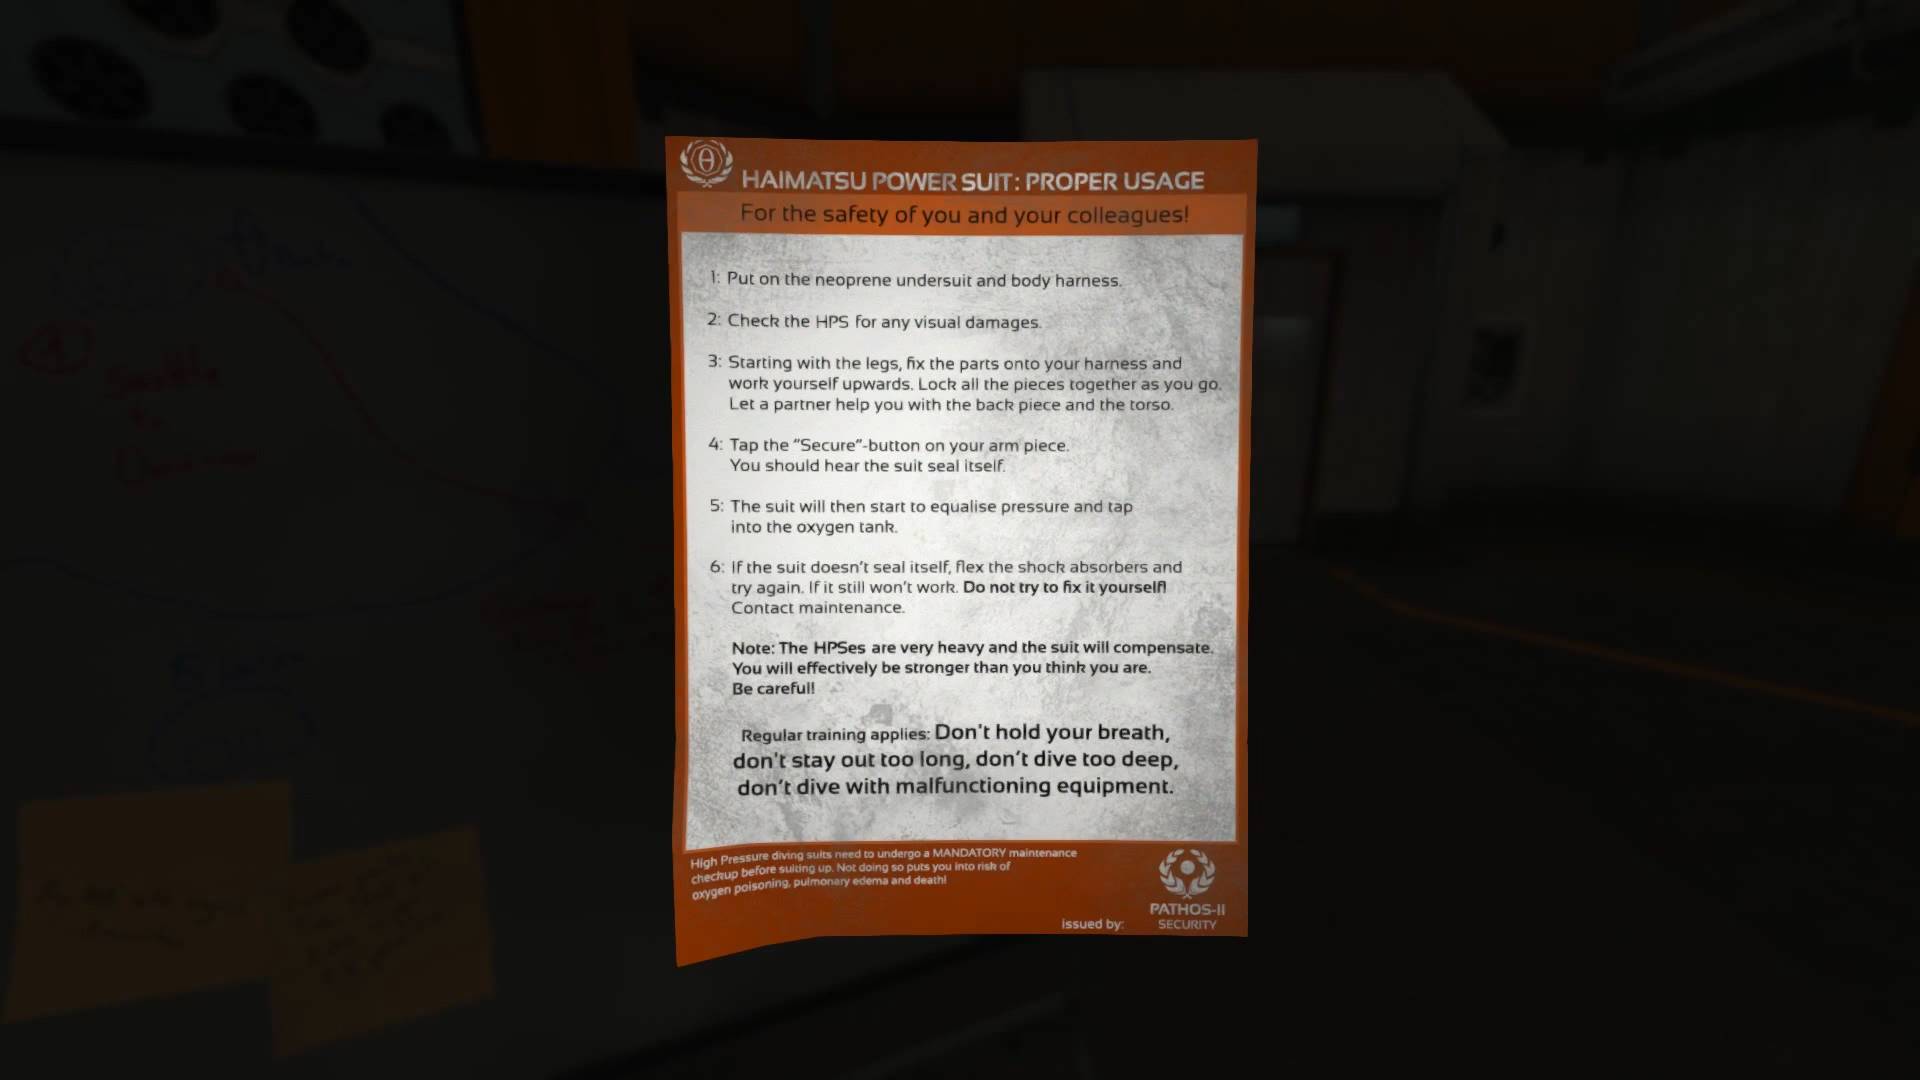 HAIMATSU POWER SUIT: PROPER USAGE
For the safety of you and your colleagues!
1: Put on the neoprene undersuit and body harness.
2: Check the HPS for any visual damages.
3: Starting with the legs, fix the parts onto your harness and
work yourself upwards. Lock all the pieces together as you go.
Let a partner help you with the back piece and the torso.
4: Tap the "Secure"-button on your arm piece.
You should hear the suit seal itself.
5: The suit will then start to equalise pressure and tap
into the oxygen tank.
6: If the suit doesn't seal itself, flex the shock absorbers and
try again. If it still won't work. Do not try to fix it yourself!
Contact maintenance.
Note: The HPSes are very heavy and the suit will compensate.
You will effectively be stronger than you think you are.
Be careful!
Regular training applies: Don't hold your breath,
don't stay out too long, don't dive too deep,
don't dive with malfunctioning equipment.
High Pressure diving suits need to undergo a MANDATORY maintenance
checkup before suiting up. Not doing so puts you into risk of
oxygen poisoning, pulmonary edema and death!
issued by:
PATHOS-II
SECURITY